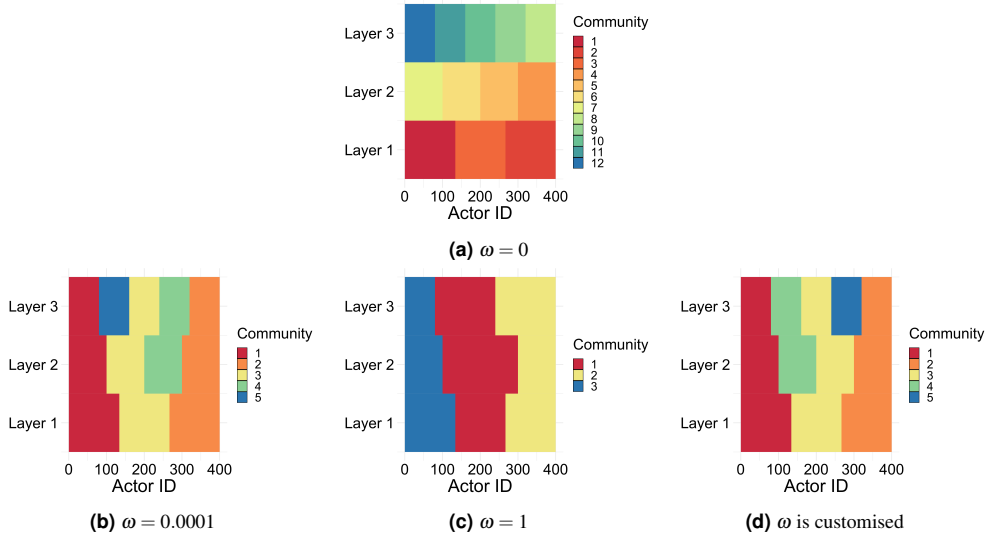 Community
Layer 3
Layer 2
Layer 1
1
2
3
4
5
6
7
8
9
10
11
12
0 100 200 300 400
Actor ID
(a) ω = 0
Layer 3
Layer 2
Layer 1
Community
1
2
3
4
5
0 100 200 300 400
Actor ID
(b) ω = 0.0001
Layer 3
Layer 2
Layer 1
Community
1
2
3
0 100 200 300 400
Actor ID
(c) ω = 1
Layer 3
Layer 2
Layer 1
Community
1
2
3
4
5
0 100 200 300 400
Actor ID
(d) ω is customised